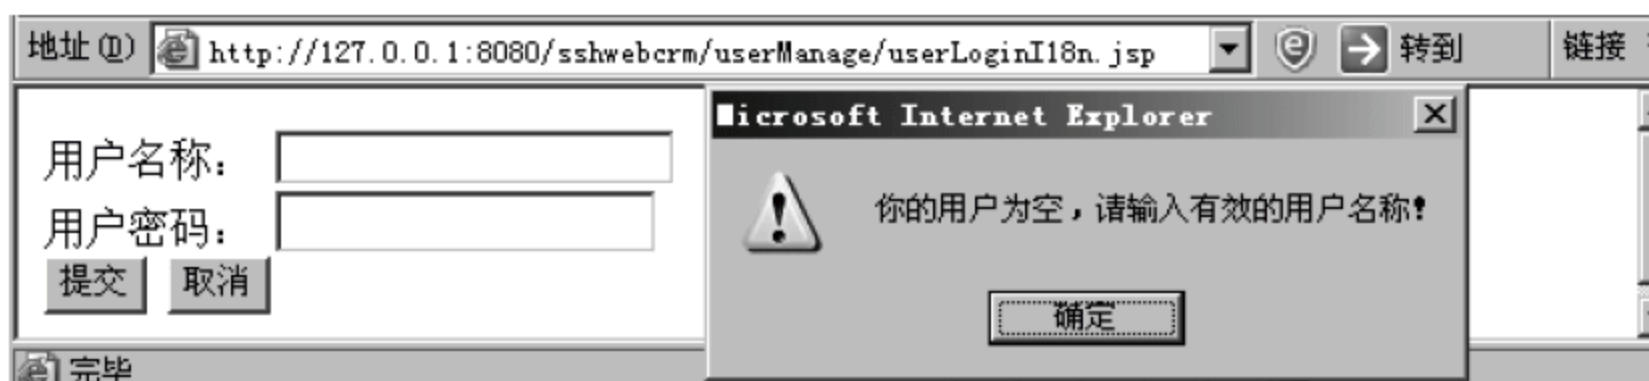 地址(D) http://127.0.0.1:8080/sshwebcrm/userManage/userLoginI18n.jsp 转到 链接
Microsoft Internet Explorer
用户名称：
你的用户为空，请输入有效的用户名称！
用户密码：
提交 取消
确定
完毕